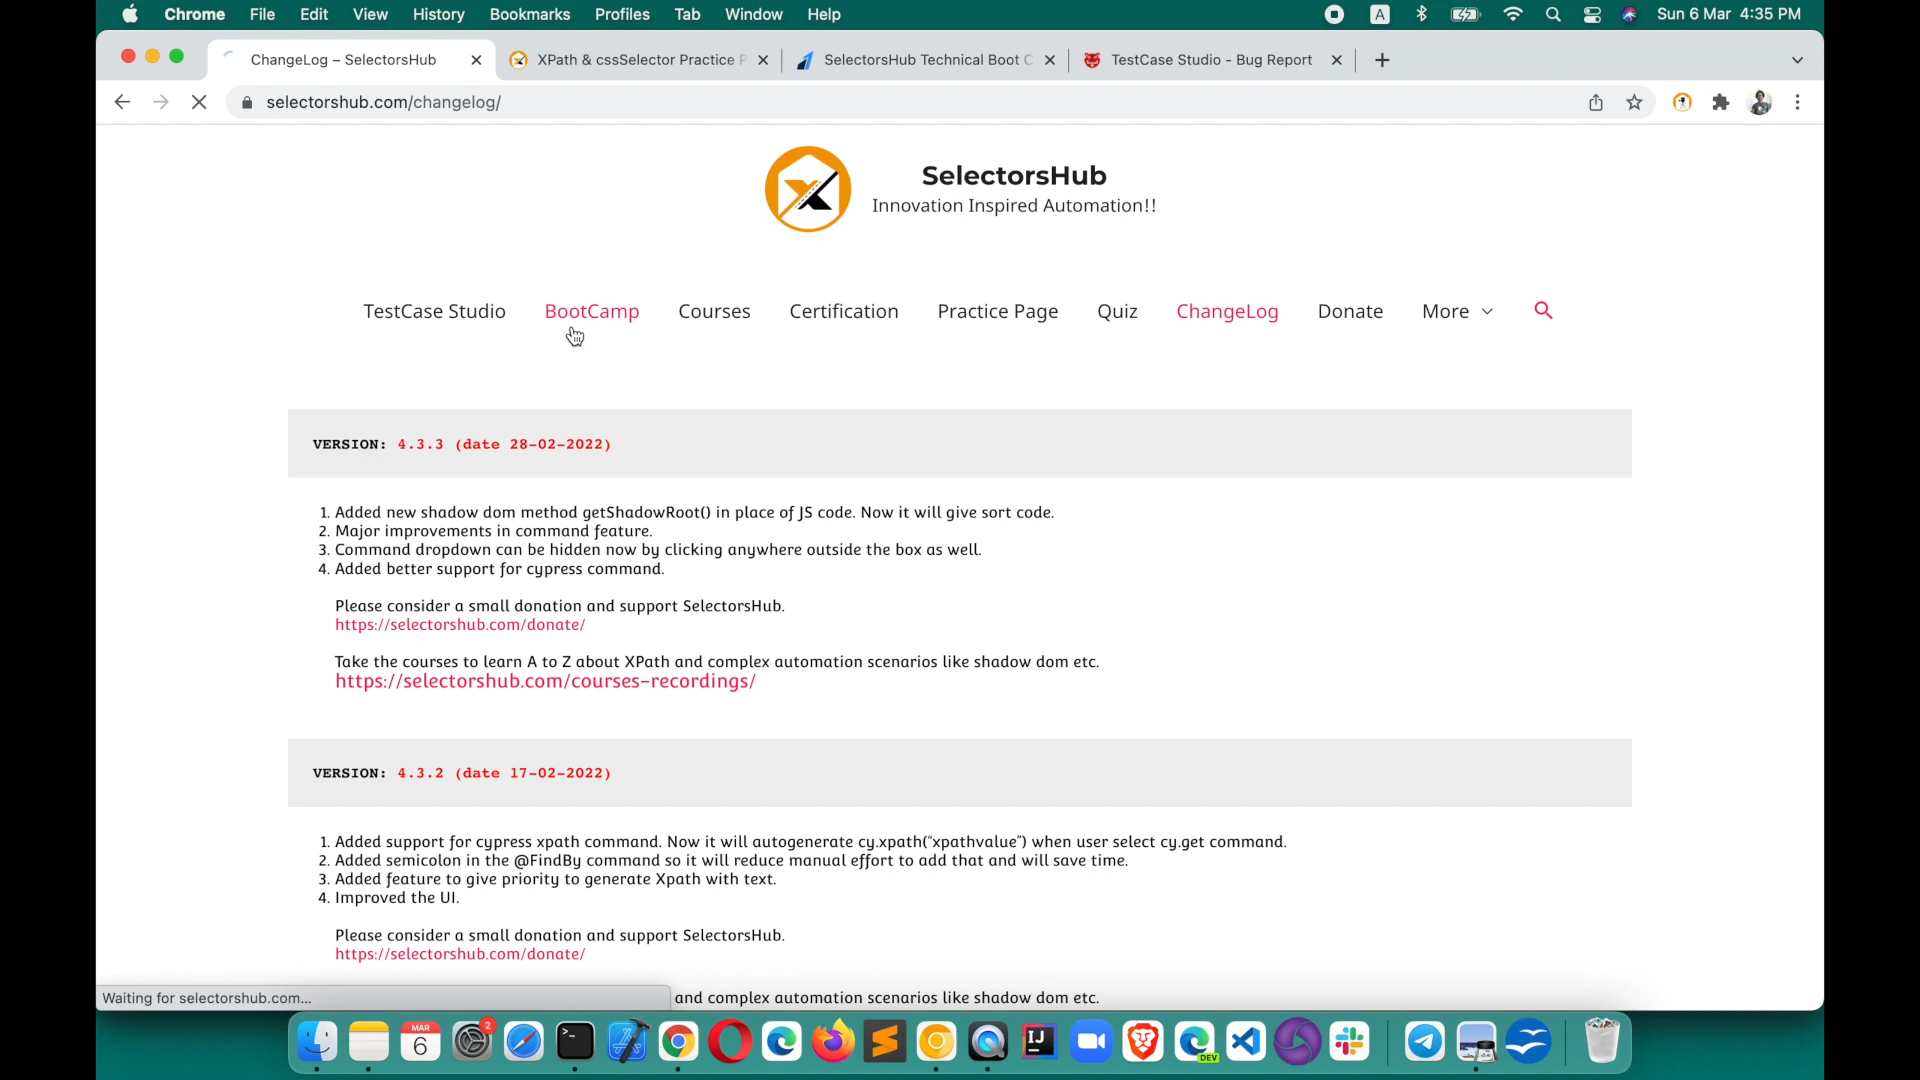 Chrome File Edit View History Bookmarks Profiles Tab Window Help A Sun 6 Mar 4:35 PM
ChangeLog – SelectorsHub
XPath & cssSelector Practice P
SelectorsHub Technical Boot C
TestCase Studio - Bug Report
selectorshub.com/changelog/
SelectorsHub
Innovation Inspired Automation!!
TestCase Studio BootCamp Courses Certification Practice Page Quiz ChangeLog Donate More
VERSION: 4.3.3 (date 28-02-2022)
1. Added new shadow dom method getShadowRoot() in place of JS code. Now it will give sort code.
2. Major improvements in command feature.
3. Command dropdown can be hidden now by clicking anywhere outside the box as well.
4. Added better support for cypress command.
Please consider a small donation and support SelectorsHub.
https://selectorshub.com/donate/
Take the courses to learn A to Z about XPath and complex automation scenarios like shadow dom etc.
https://selectorshub.com/courses-recordings/
VERSION: 4.3.2 (date 17-02-2022)
1. Added support for cypress xpath command. Now it will autogenerate cy.xpath(“xpathvalue”) when user select cy.get command.
2. Added semicolon in the @FindBy command so it will reduce manual effort to add that and will save time.
3. Added feature to give priority to generate Xpath with text.
4. Improved the UI.
Please consider a small donation and support SelectorsHub.
https://selectorshub.com/donate/
and complex automation scenarios like shadow dom etc.
Waiting for selectorshub.com...
MAR
6
2
IJ
DEV